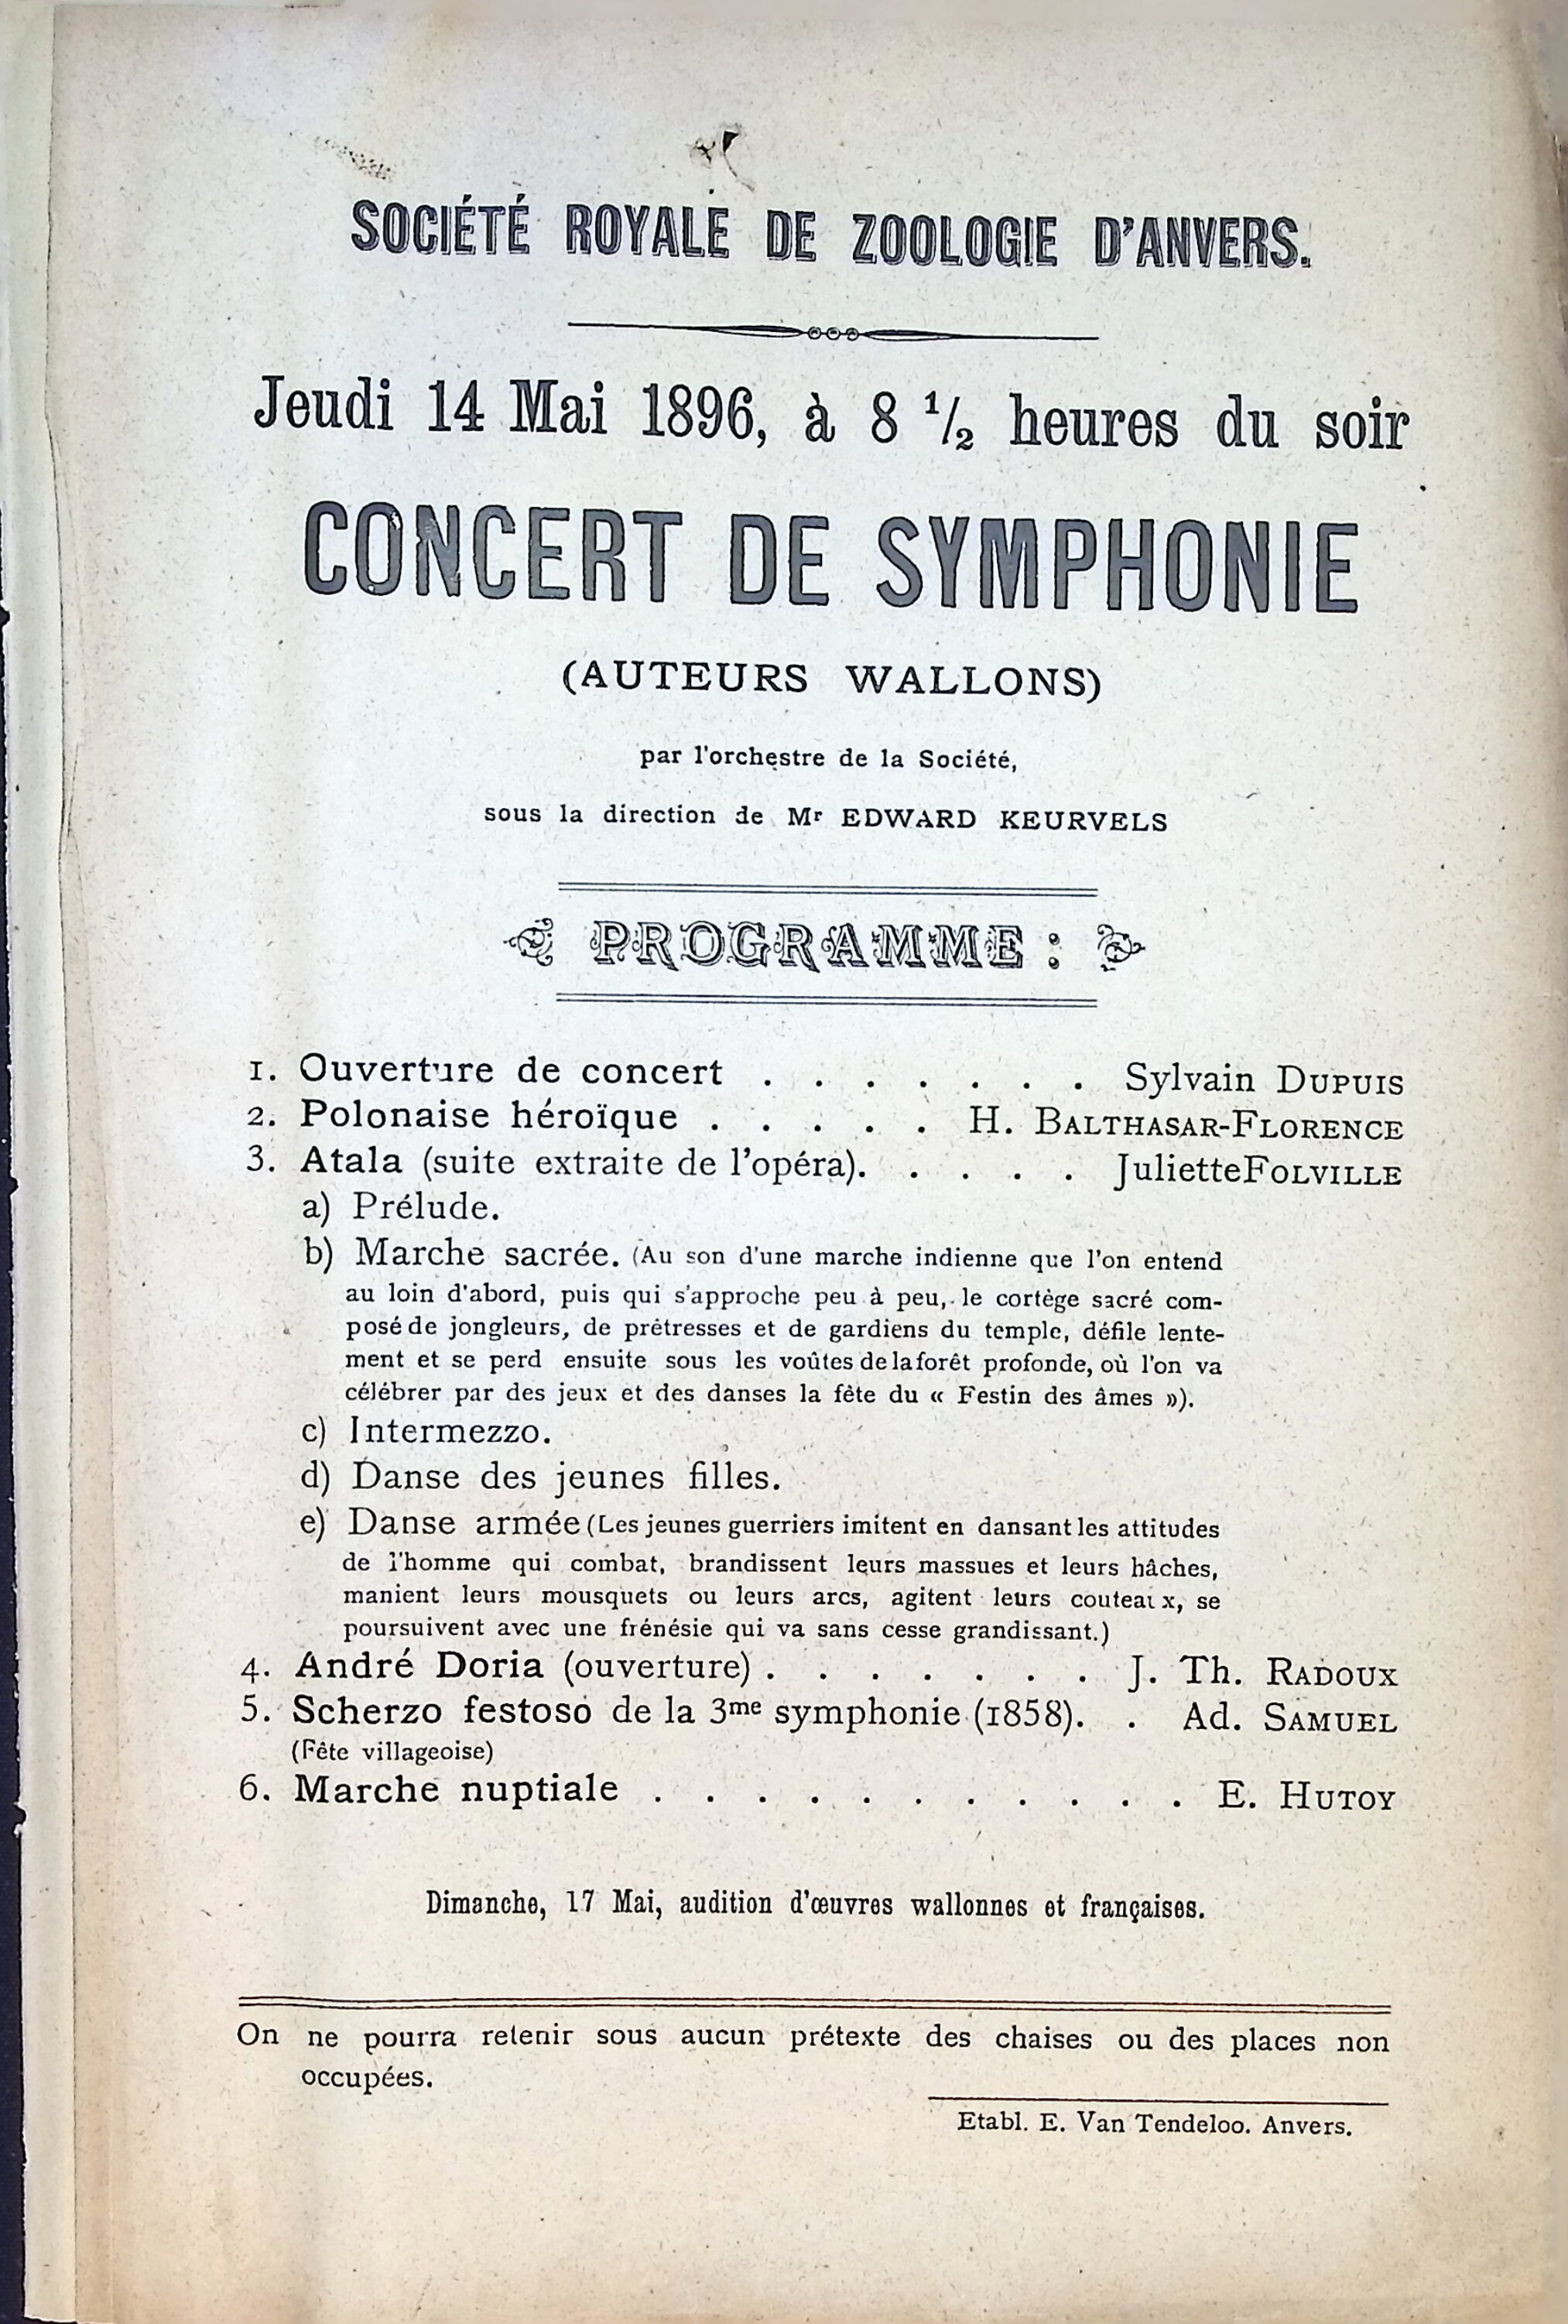 SOCIÉTÉ ROYALE DE ZOOLOGIE D'ANVERS.
Jeudi 14 Mai 1896, à 8 1/2 heures du soir
CONCERT DE SYMPHONIE
(AUTEURS WALLONS)
par l'orchestre de la Société,
sous la direction de Mr EDWARD KEURVELS
PROGRAMME :
1. Ouverture de concert . . . . . . . Sylvain DUPUIS
2. Polonaise héroïque . . . . . H. BALTHASAR-FLORENCE
3. Atala (suite extraite de l'opéra). . . . . Juliette FOLVILLE
a) Prélude.
b) Marche sacrée. (Au son d'une marche indienne que l'on entend
au loin d'abord, puis qui s'approche peu à peu, le cortège sacré com-
posé de jongleurs, de prêtresses et de gardiens du temple, défile lente-
ment et se perd ensuite sous les voûtes de la forêt profonde, où l'on va
célébrer par des jeux et des danses la fête du « Festin des âmes »).
c) Intermezzo.
d) Danse des jeunes filles.
e) Danse armée (Les jeunes guerriers imitent en dansant les attitudes
de l'homme qui combat, brandissent leurs massues et leurs hâches,
manient leurs mousquets ou leurs arcs, agitent leurs couteaux, se
poursuivent avec une frénésie qui va sans cesse grandissant.)
4. André Doria (ouverture) . . . . . . . J. Th. RADOUX
5. Scherzo festoso de la 3me symphonie (1858). . Ad. SAMUEL
(Fête villageoise)
6. Marche nuptiale . . . . . . . . . . . E. HUTOY
Dimanche, 17 Mai, audition d'œuvres wallonnes et françaises.
On ne pourra retenir sous aucun prétexte des chaises ou des places non
occupées.
Etabl. E. Van Tendeloo. Anvers.